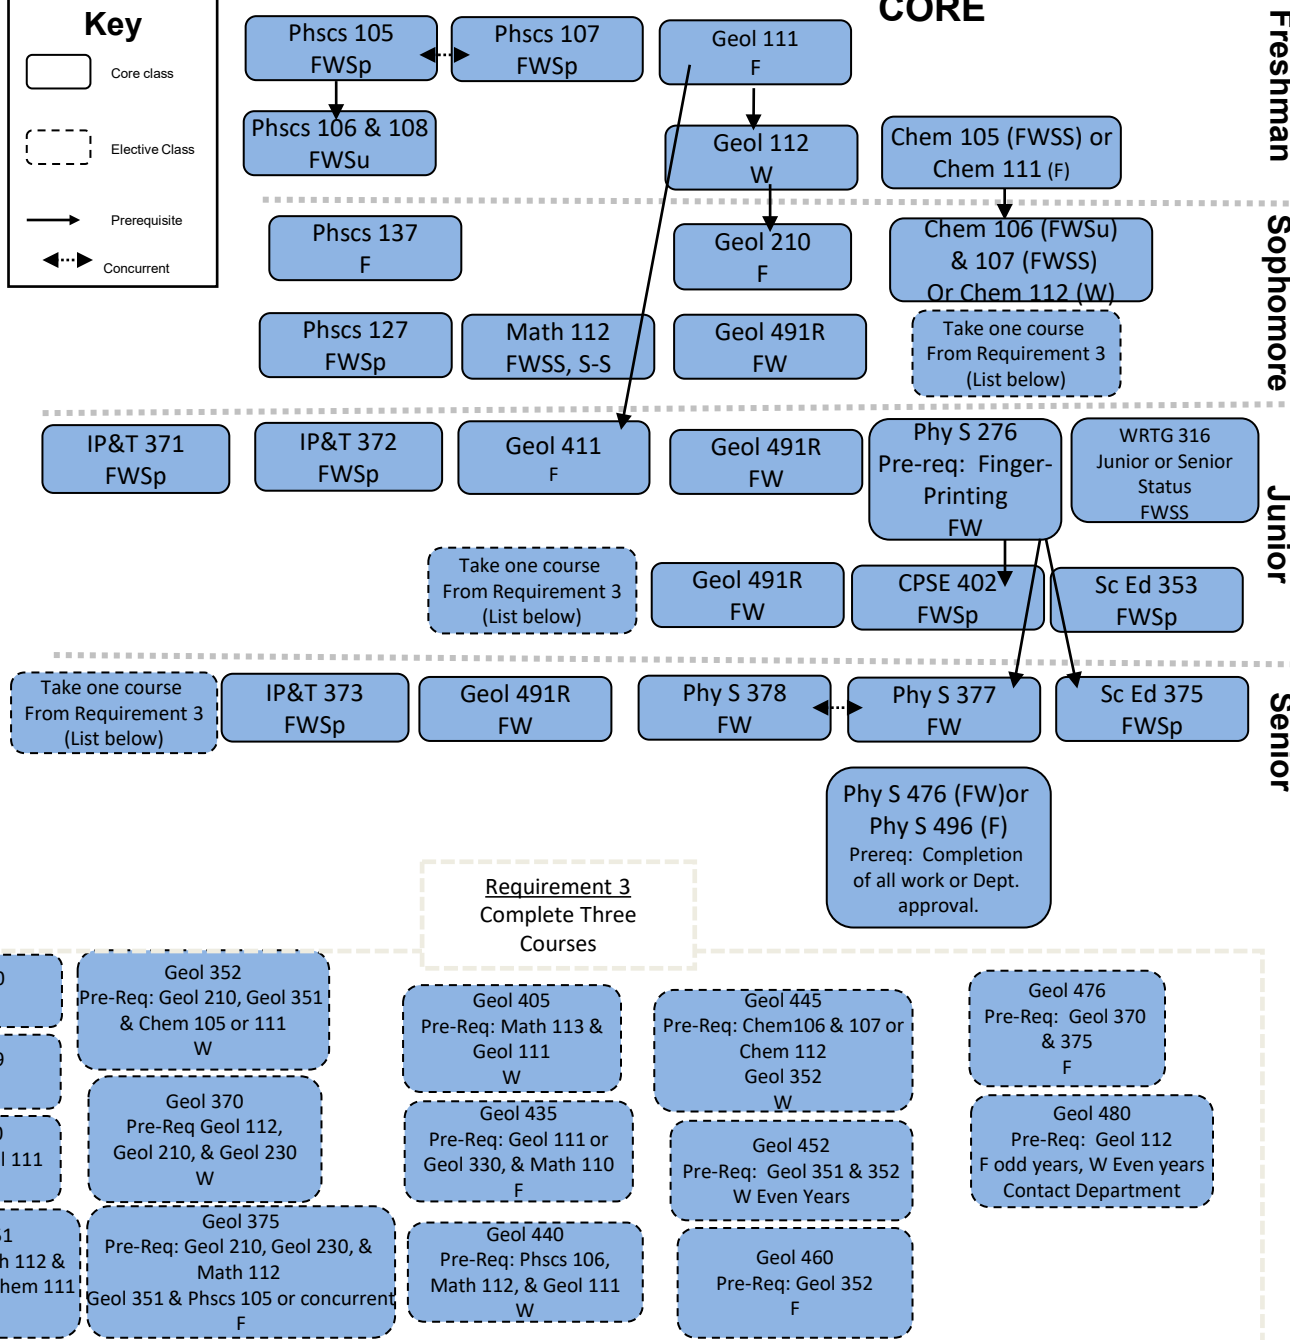 CORE
Key
Core class
Elective Class
Prerequisite
Concurrent
Freshman
Phscs 105
FWSp
Phscs 107
FWSp
Geol 111
F
Phscs 106 & 108
FWSu
Geol 112
W
Chem 105 (FWSS) or
Chem 111 (F)
Sophomore
Phscs 137
F
Geol 210
F
Chem 106 (FWSu)
& 107 (FWSS)
Or Chem 112 (W)
Phscs 127
FWSp
Math 112
FWSS, S-S
Geol 491R
FW
Take one course
From Requirement 3
(List below)
Junior
IP&T 371
FWSp
IP&T 372
FWSp
Geol 411
F
Geol 491R
FW
Phy S 276
Pre-req: Finger-
Printing
FW
WRTG 316
Junior or Senior
Status
FWSS
Take one course
From Requirement 3
(List below)
Geol 491R
FW
CPSE 402
FWSp
Sc Ed 353
FWSp
Senior
Take one course
From Requirement 3
(List below)
IP&T 373
FWSp
Geol 491R
FW
Phy S 378
FW
Phy S 377
FW
Sc Ed 375
FWSp
Phy S 476 (FW)or
Phy S 496 (F)
Prereq: Completion
of all work or Dept.
approval.
Requirement 3
Complete Three
Courses
0
9
0
l 111
51
h 112 &
hem 111
Geol 352
Pre-Req: Geol 210, Geol 351
& Chem 105 or 111
W
Geol 370
Pre-Req Geol 112,
Geol 210, & Geol 230
W
Geol 375
Pre-Req: Geol 210, Geol 230, &
Math 112
Geol 351 & Phscs 105 or concurrent
F
Geol 405
Pre-Req: Math 113 &
Geol 111
W
Geol 435
Pre-Req: Geol 111 or
Geol 330, & Math 110
F
Geol 440
Pre-Req: Phscs 106,
Math 112, & Geol 111
W
Geol 445
Pre-Req: Chem106 & 107 or
Chem 112
Geol 352
W
Geol 452
Pre-Req: Geol 351 & 352
W Even Years
Geol 460
Pre-Req: Geol 352
F
Geol 476
Pre-Req: Geol 370
& 375
F
Geol 480
Pre-Req: Geol 112
F odd years, W Even years
Contact Department